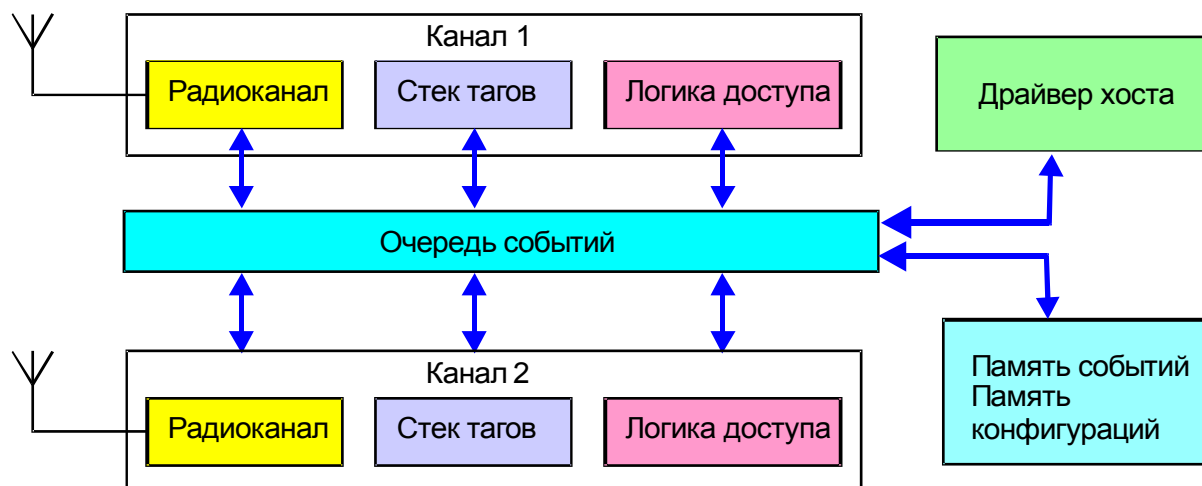 Канал 1
Радиоканал
Стек тагов
Логика доступа
Драйвер хоста
Очередь событий
Канал 2
Радиоканал
Стек тагов
Логика доступа
Память событий
Память
конфигураций